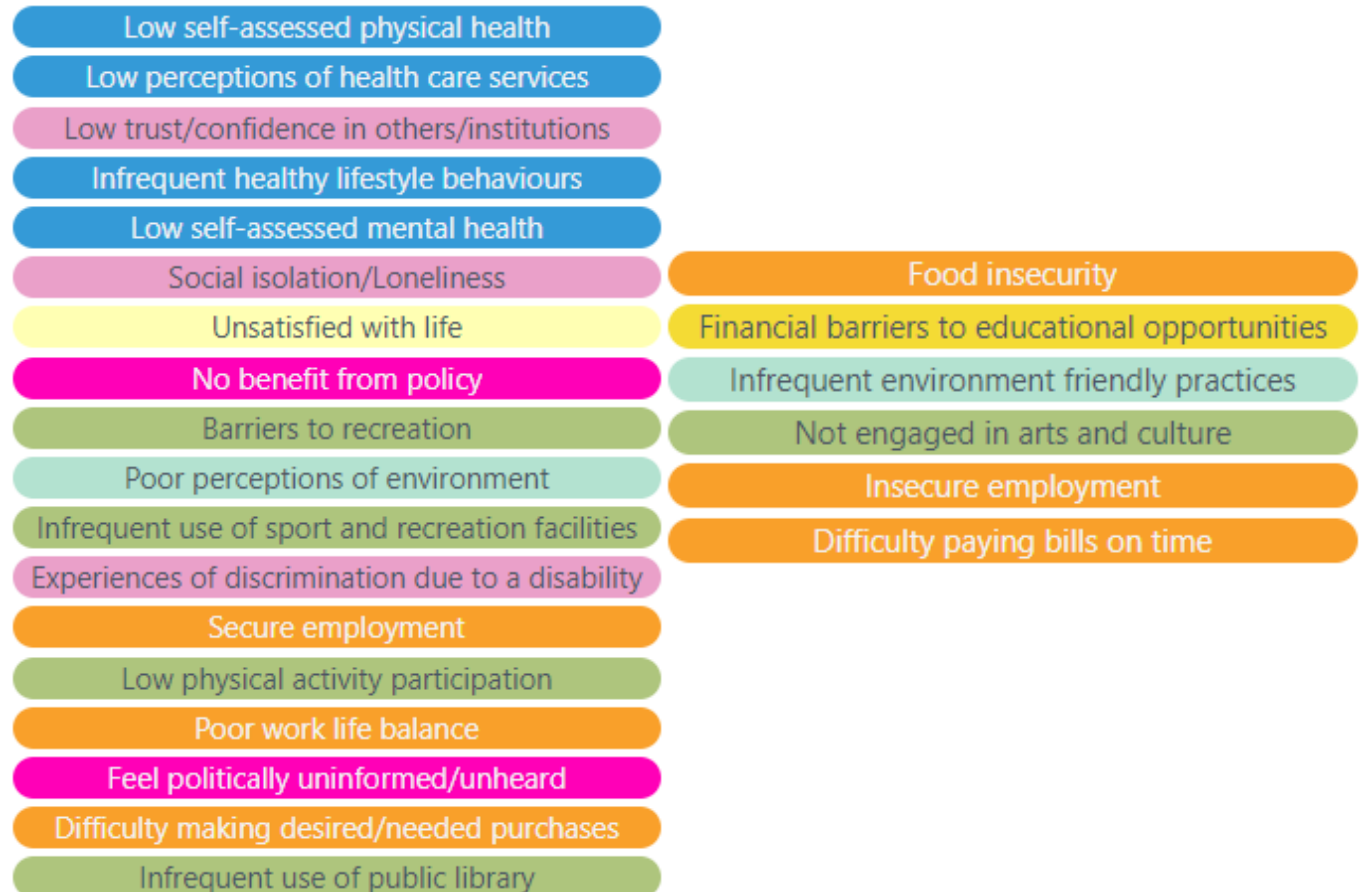 Low self-assessed physical health
Low perceptions of health care services
Low trust/confidence in others/institutions
Infrequent healthy lifestyle behaviours
Low self-assessed mental health
Social isolation/Loneliness
Unsatisfied with life
No benefit from policy
Barriers to recreation
Poor perceptions of environment
Infrequent use of sport and recreation facilities
Experiences of discrimination due to a disability
Secure employment
Low physical activity participation
Poor work life balance
Feel politically uninformed/unheard
Difficulty making desired/needed purchases
Infrequent use of public library
Food insecurity
Financial barriers to educational opportunities
Infrequent environment friendly practices
Not engaged in arts and culture
Insecure employment
Difficulty paying bills on time